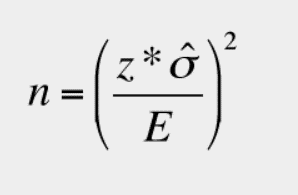 n = (z * σ̂ / E)²